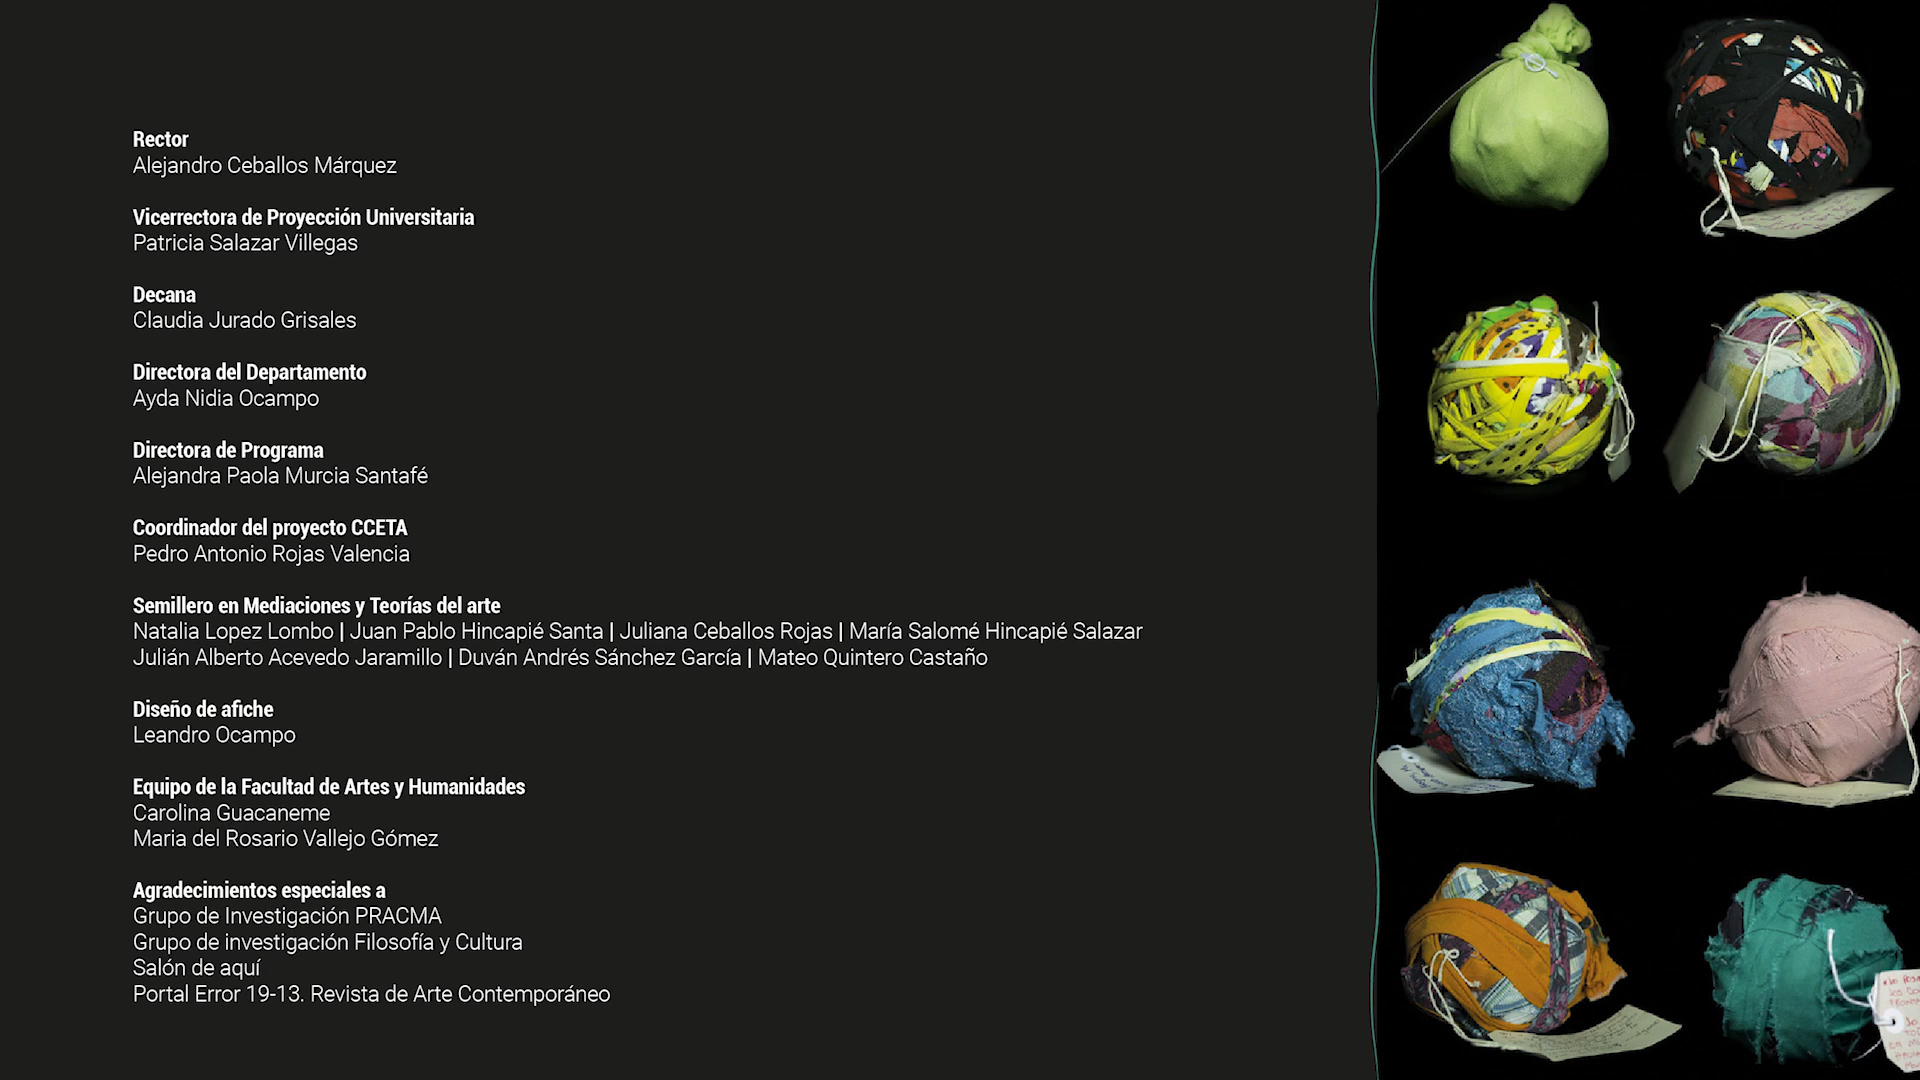 Rector
Alejandro Ceballos Márquez
Vicerrectora de Proyección Universitaria
Patricia Salazar Villegas
Decana
Claudia Jurado Grisales
Directora del Departamento
Ayda Nidia Ocampo
Directora de Programa
Alejandra Paola Murcia Santafé
Coordinador del proyecto CCETA
Pedro Antonio Rojas Valencia
Semillero en Mediaciones y Teorías del arte
Natalia Lopez Lombo | Juan Pablo Hincapié Santa | Juliana Ceballos Rojas | María Salomé Hincapié Salazar
Julián Alberto Acevedo Jaramillo | Duván Andrés Sánchez García | Mateo Quintero Castaño
Diseño de afiche
Leandro Ocampo
Equipo de la Facultad de Artes y Humanidades
Carolina Guacaneme
Maria del Rosario Vallejo Gómez
Agradecimientos especiales a
Grupo de Investigación PRACMA
Grupo de investigación Filosofía y Cultura
Salón de aquí
Portal Error 19-13. Revista de Arte Contemporáneo